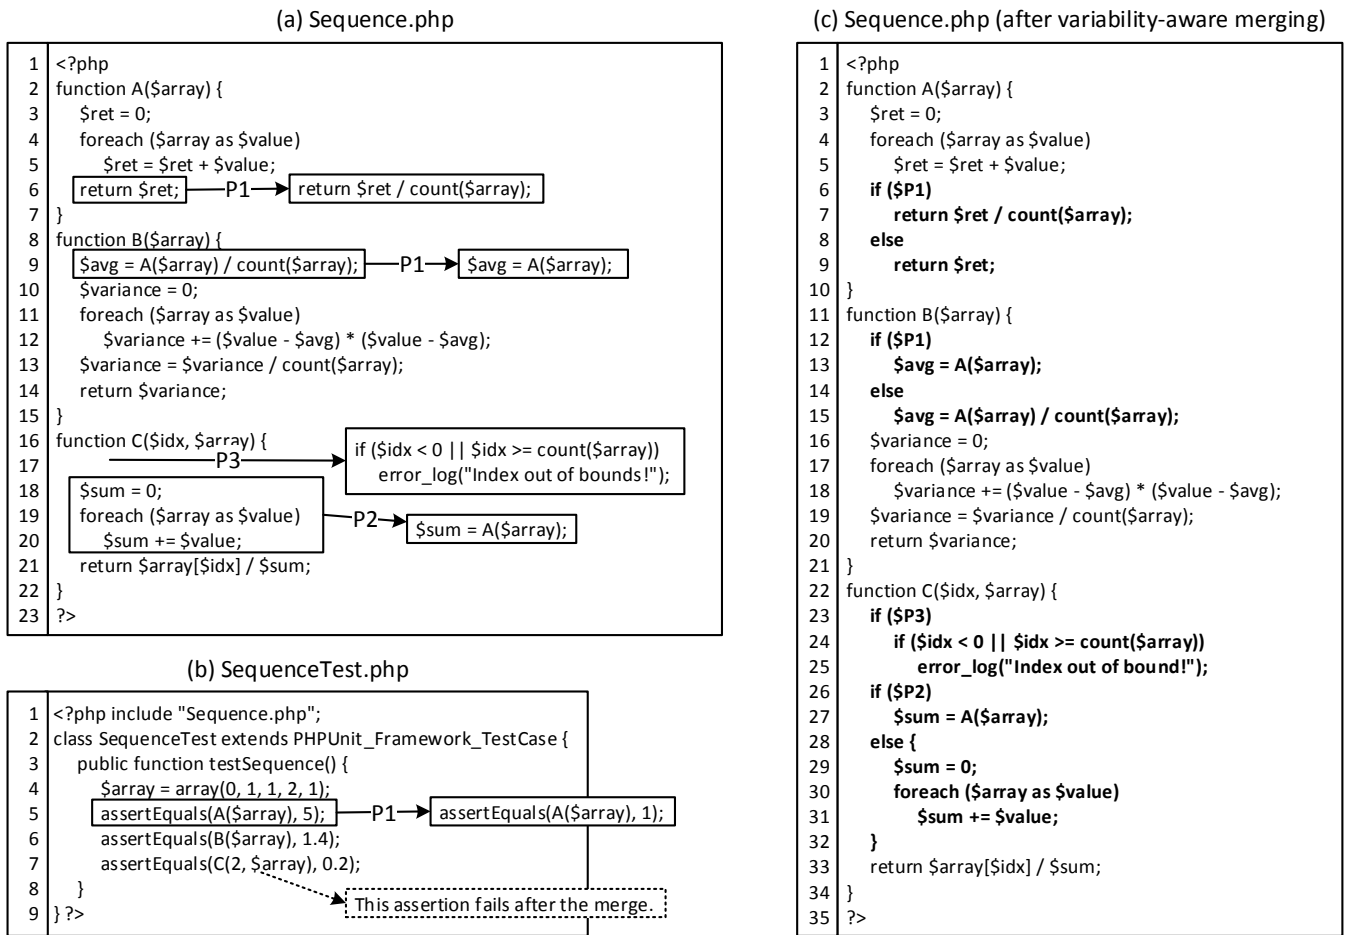 (a) Sequence.php
1 <?php
2 function A($array) {
3 $ret = 0;
4 foreach ($array as $value)
5 $ret = $ret + $value;
6 return $ret; P1 return $ret / count($array);
7 }
8 function B($array) {
9 $avg = A($array) / count($array); P1 $avg = A($array);
10 $variance = 0;
11 foreach ($array as $value)
12 $variance += ($value - $avg) * ($value - $avg);
13 $variance = $variance / count($array);
14 return $variance;
15 }
16 function C($idx, $array) {
17 P3 if ($idx < 0 || $idx >= count($array))
error_log("Index out of bounds!");
18 $sum = 0;
19 foreach ($array as $value) P2 $sum = A($array);
20 $sum += $value;
21 return $array[$idx] / $sum;
22 }
23 ?>
(b) SequenceTest.php
1 <?php include "Sequence.php";
2 class SequenceTest extends PHPUnit_Framework_TestCase {
3 public function testSequence() {
4 $array = array(0, 1, 1, 2, 1);
5 assertEquals(A($array), 5); P1 assertEquals(A($array), 1);
6 assertEquals(B($array), 1.4);
7 assertEquals(C(2, $array), 0.2);
8 }
This assertion fails after the merge.
9 } ?>
(c) Sequence.php (after variability-aware merging)
1 <?php
2 function A($array) {
3 $ret = 0;
4 foreach ($array as $value)
5 $ret = $ret + $value;
6 if ($P1)
7 return $ret / count($array);
8 else
9 return $ret;
10 }
11 function B($array) {
12 if ($P1)
13 $avg = A($array);
14 else
15 $avg = A($array) / count($array);
16 $variance = 0;
17 foreach ($array as $value)
18 $variance += ($value - $avg) * ($value - $avg);
19 $variance = $variance / count($array);
20 return $variance;
21 }
22 function C($idx, $array) {
23 if ($P3)
24 if ($idx < 0 || $idx >= count($array))
25 error_log("Index out of bound!");
26 if ($P2)
27 $sum = A($array);
28 else {
29 $sum = 0;
30 foreach ($array as $value)
31 $sum += $value;
32 }
33 return $array[$idx] / $sum;
34 }
35 ?>